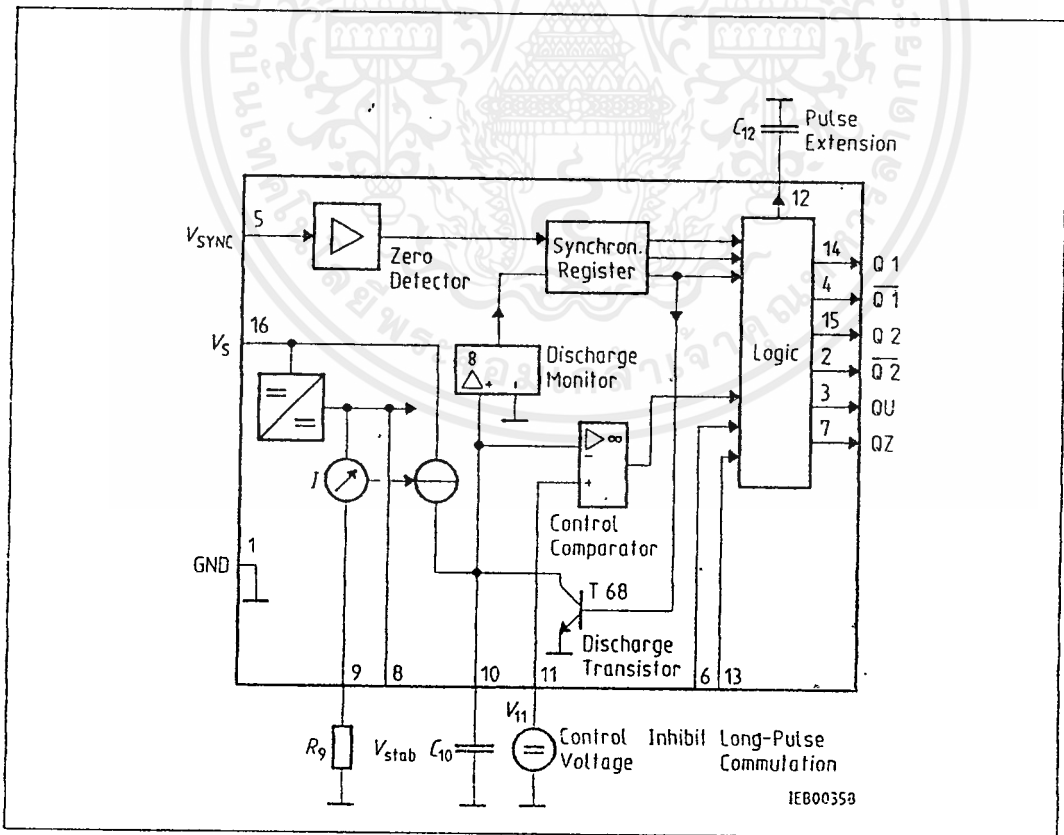 C12 Pulse
Extension
12
5
VSYNC
Zero
Detector
Synchron.
Register
14 Q1
4 Q̅1̅
15 Q2
2 Q̅2̅
3 QU
7 QZ
Logic
16
VS
8
+ -
Discharge
Monitor
∞
-
+
Control
Comparator
I
1
GND
T 68
Discharge
Transistor
9 8 10 11 6 13
V11
R9 Vstab C10 Control Inhibit Long-Pulse
Voltage Commutation
IEB00358